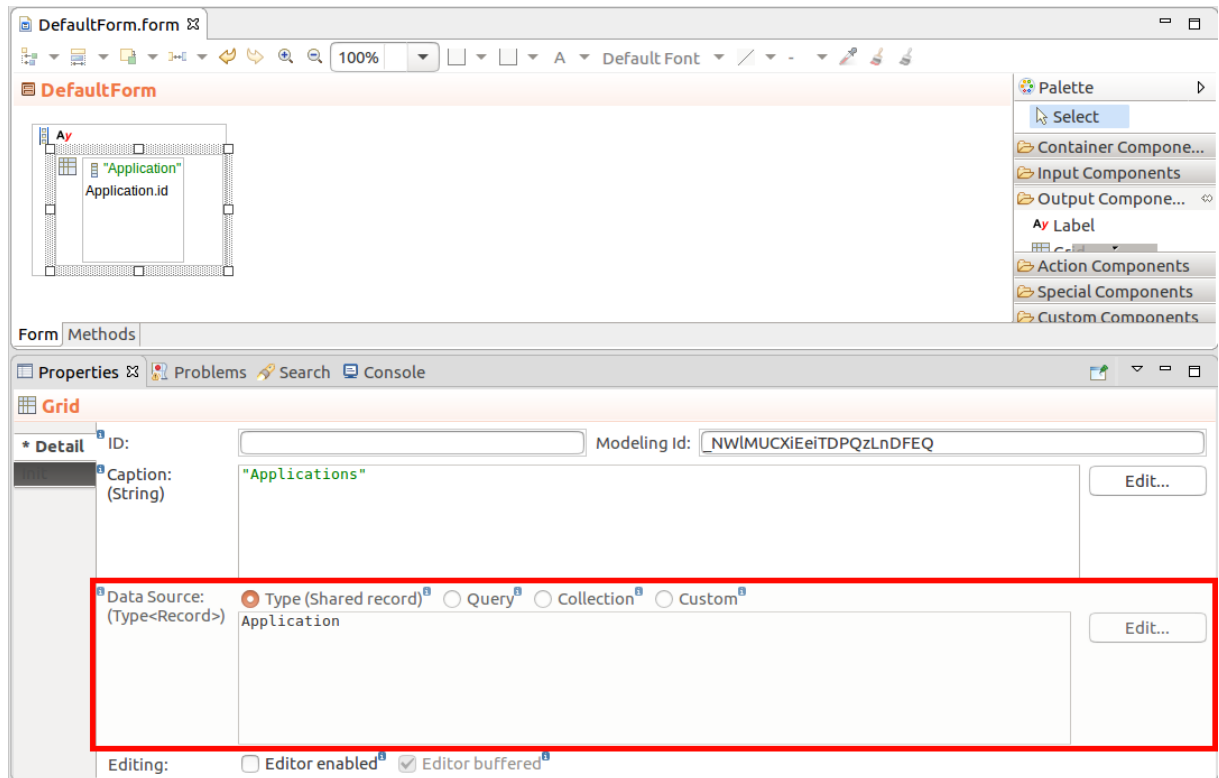 DefaultForm.form
100% A Default Font -
DefaultForm
Palette
Select
Container Compone...
Input Components
Output Compone...
Ay Label
Action Components
Special Components
Custom Components
Ay
"Application"
Application.id
Form Methods
Properties Problems Search Console
Grid
* Detail
Init
ID: Modeling Id: _NWlMUCXiEeiTDPQzLnDFEQ
Caption:
(String)
"Applications"
Edit...
Data Source:
(Type<Record>)
Type (Shared record) Query Collection Custom
Application
Edit...
Editing: Editor enabled Editor buffered